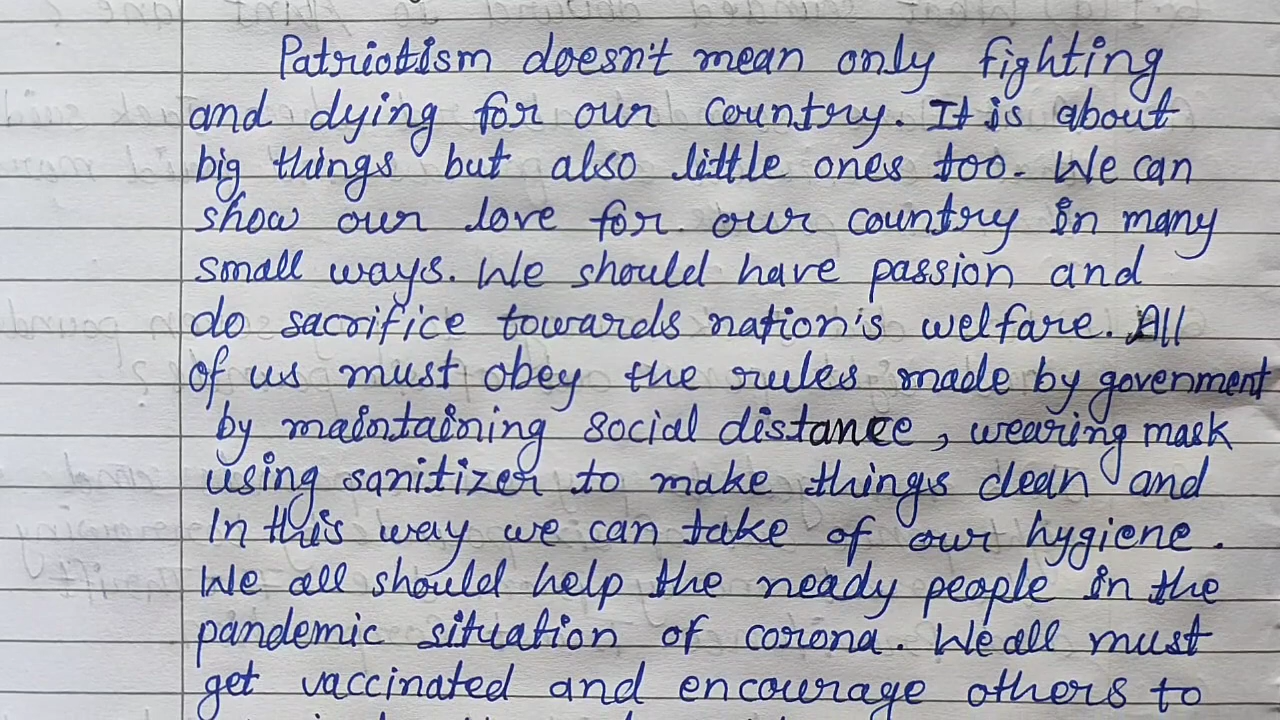 Patriotism doesn't mean only fighting
and dying for our country. It is about
big things but also little ones too. We can
show our love for our country in many
small ways. We should have passion and
do sacrifice towards nation's welfare. All
of us must obey the rules made by govenment
by maintaining social distance, wearing mask
using sanitizer to make things clean and
In this way we can take of our hygiene.
We all should help the neady people in the
pandemic situation of corona. We all must
get vaccinated and encourage others to